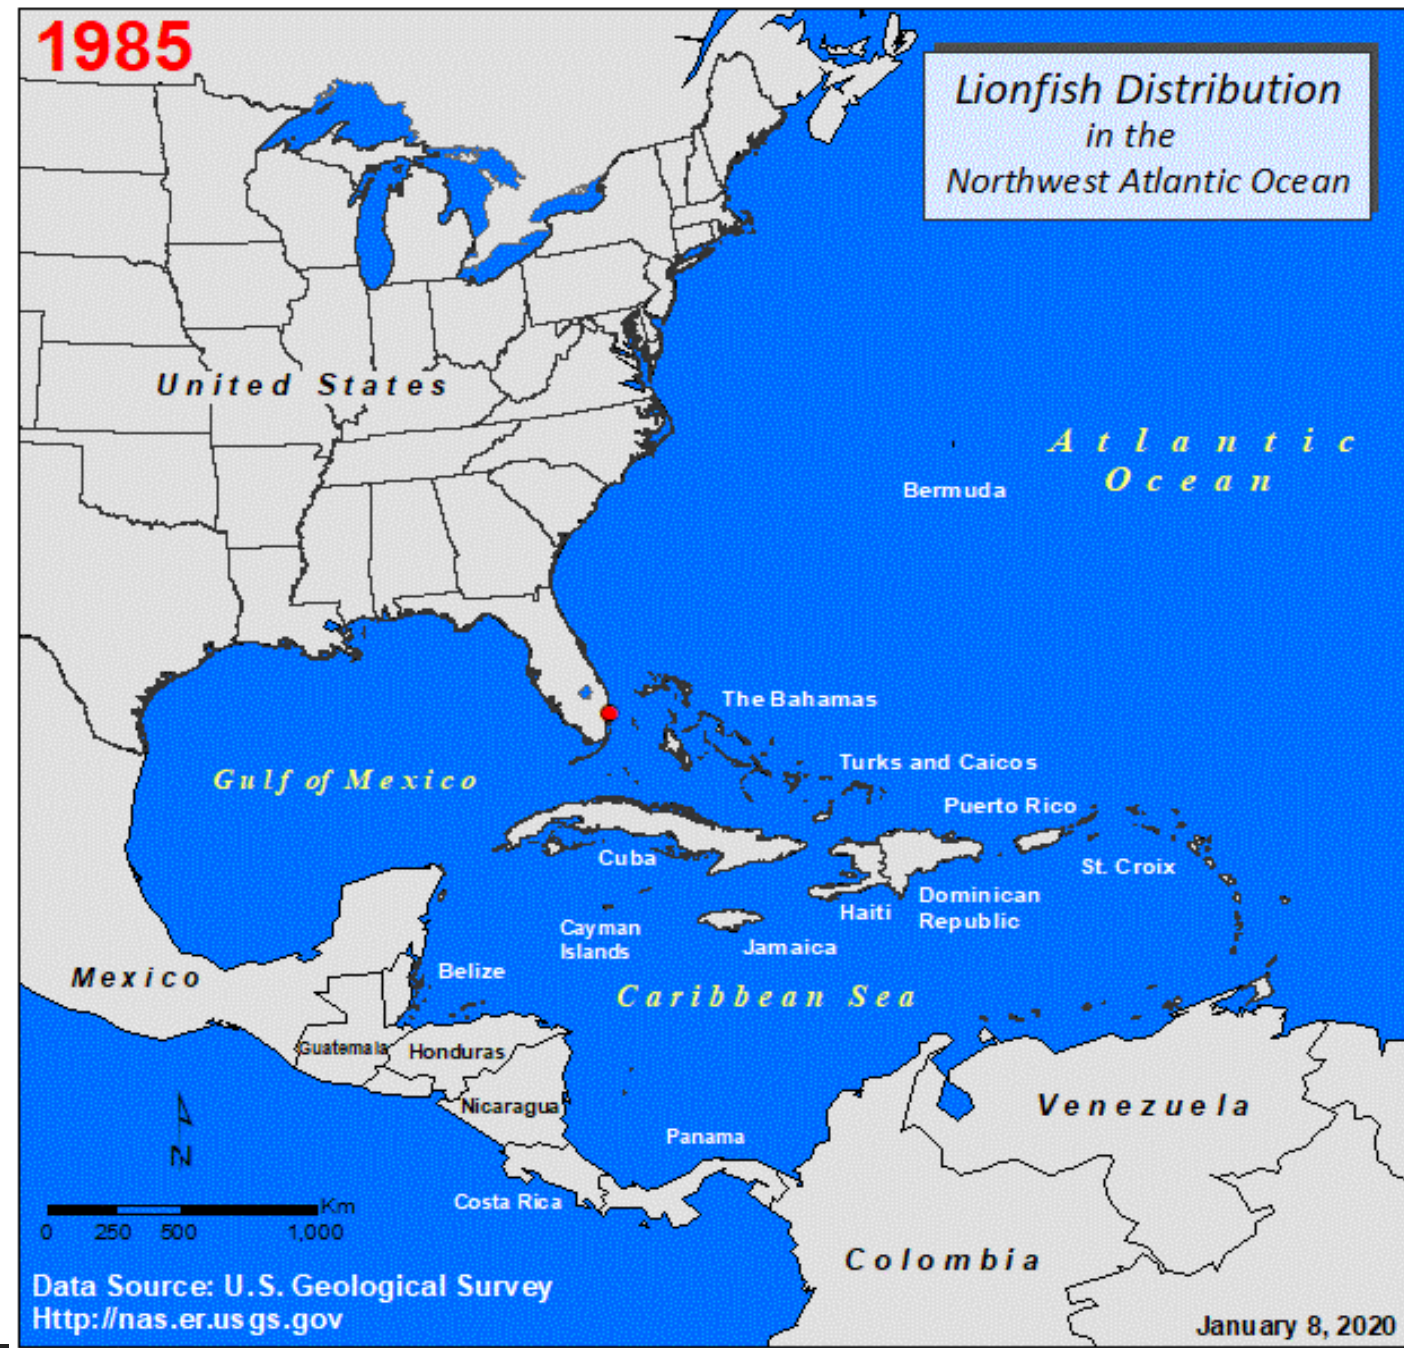 1985
Lionfish Distribution
in the
Northwest Atlantic Ocean
United States
Atlantic
Ocean
Bermuda
The Bahamas
Gulf of Mexico
Turks and Caicos
Puerto Rico
Cuba
St. Croix
Dominican
Republic
Haiti
Cayman
Islands
Jamaica
Mexico
Belize
Caribbean Sea
Guatemala
Honduras
Nicaragua
Venezuela
Panama
N
Costa Rica
Km
0 250 500 1,000
Colombia
Data Source: U.S. Geological Survey
Http://nas.er.usgs.gov
January 8, 2020